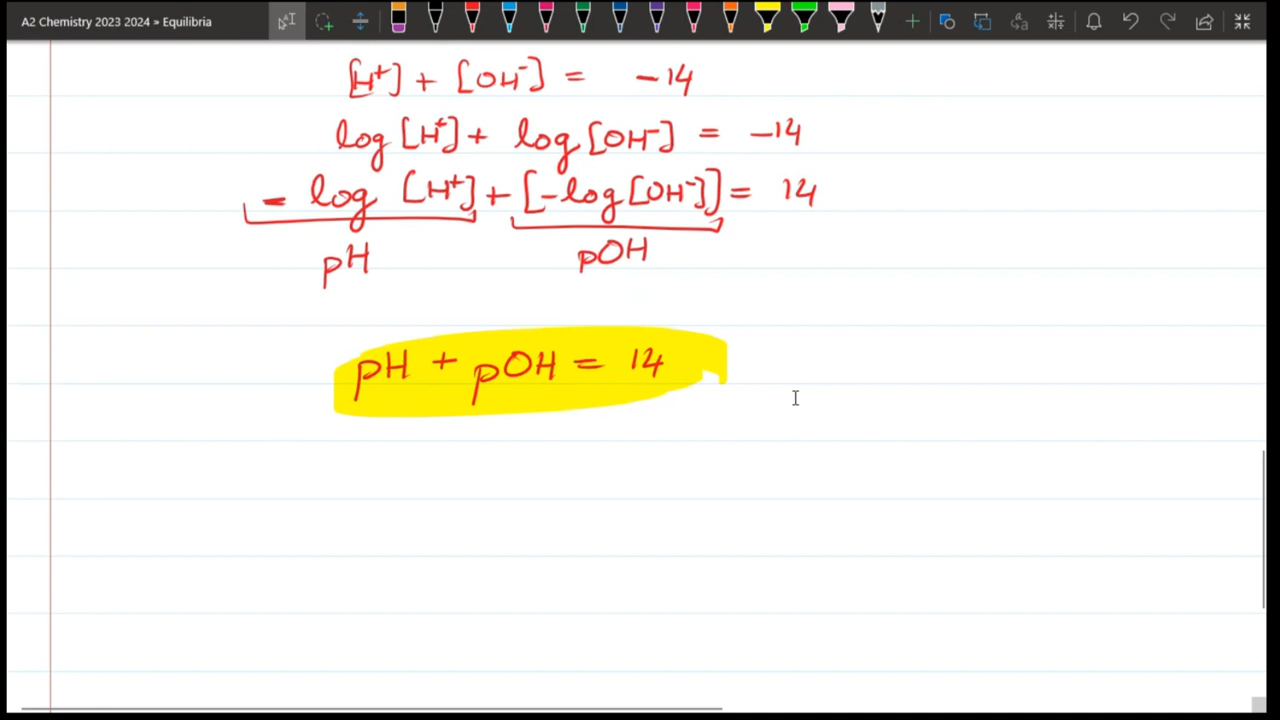 A2 Chemistry 2023 2024 » Equilibria
[H⁺] + [OH⁻] = -14
log [H⁺] + log [OH⁻] = -14
- log [H⁺] + [-log [OH⁻]] = 14
pH pOH
pH + pOH = 14